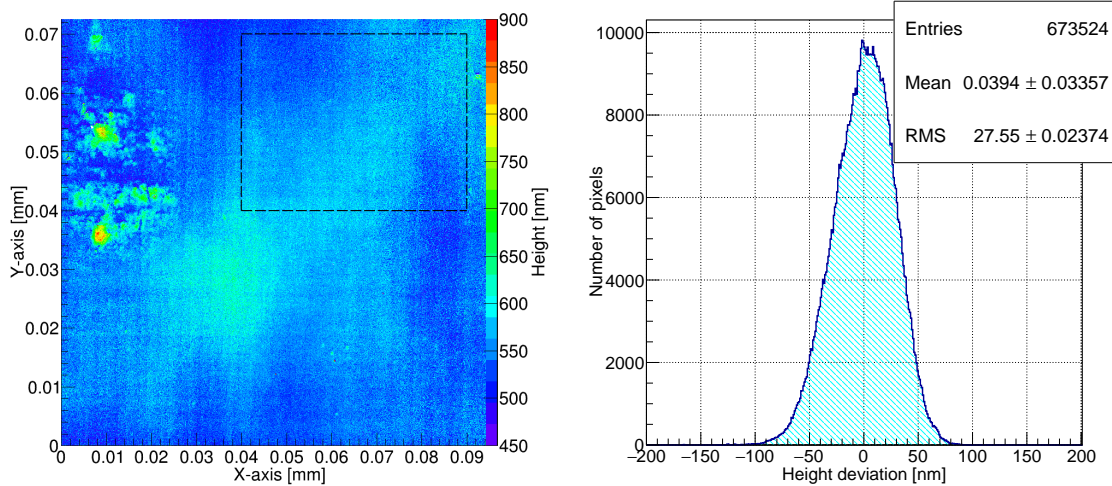 0.07
0.06
0.05
0.04
0.03
0.02
0.01
0
Y-axis [mm]
0 0.01 0.02 0.03 0.04 0.05 0.06 0.07 0.08 0.09
X-axis [mm]
900
850
800
750
700
650
600
550
500
450
Height [nm]
10000
8000
6000
4000
2000
0
Number of pixels
−200 −150 −100 −50 0 50 100 150 200
Height deviation [nm]
Entries 673524
Mean 0.0394 ± 0.03357
RMS 27.55 ± 0.02374